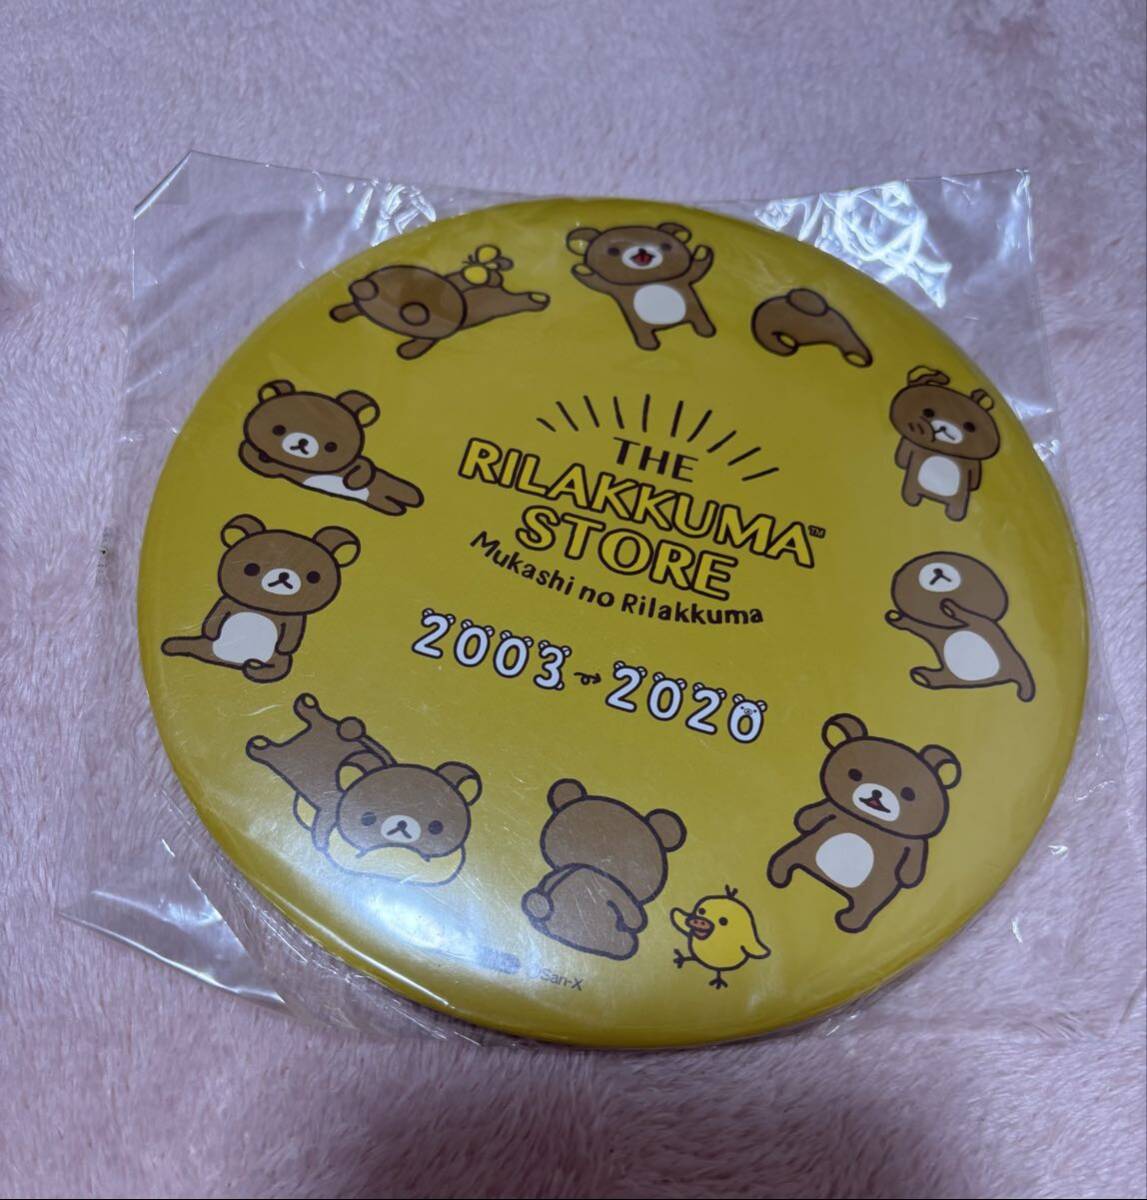 THE
RILAKKUMA™
STORE
Mukashi no Rilakkuma
2003→2020
San-X